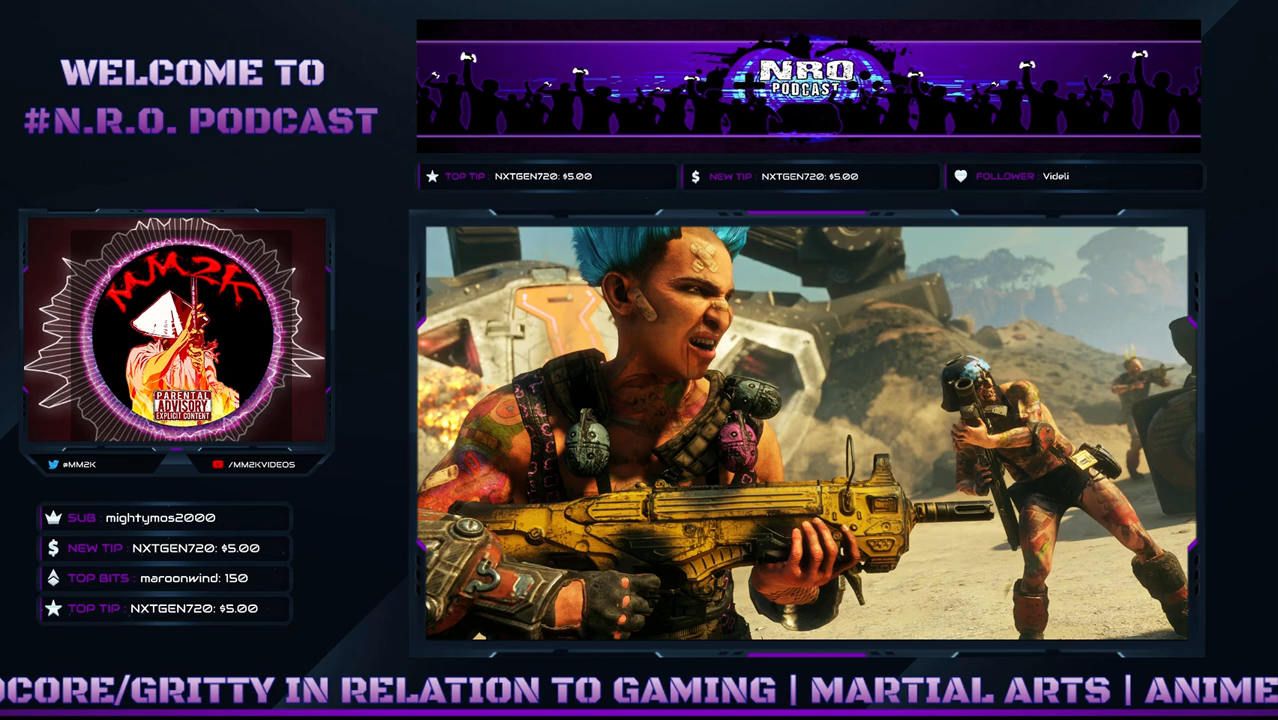 WELCOME TO
#N.R.O. PODCAST
NRO
PODCAST
TOP TIP : NXTGEN720: $5.00
NEW TIP : NXTGEN720: $5.00
FOLLOWER : Videli
MM2K
PARENTAL
ADVISORY
EXPLICIT CONTENT
@MM2K
/MM2KVIDEOS
SUB : mightymos2000
NEW TIP : NXTGEN720: $5.00
TOP BITS : maroonwind: 150
TOP TIP : NXTGEN720: $5.00
DCORE/GRITTY IN RELATION TO GAMING | MARTIAL ARTS | ANIME